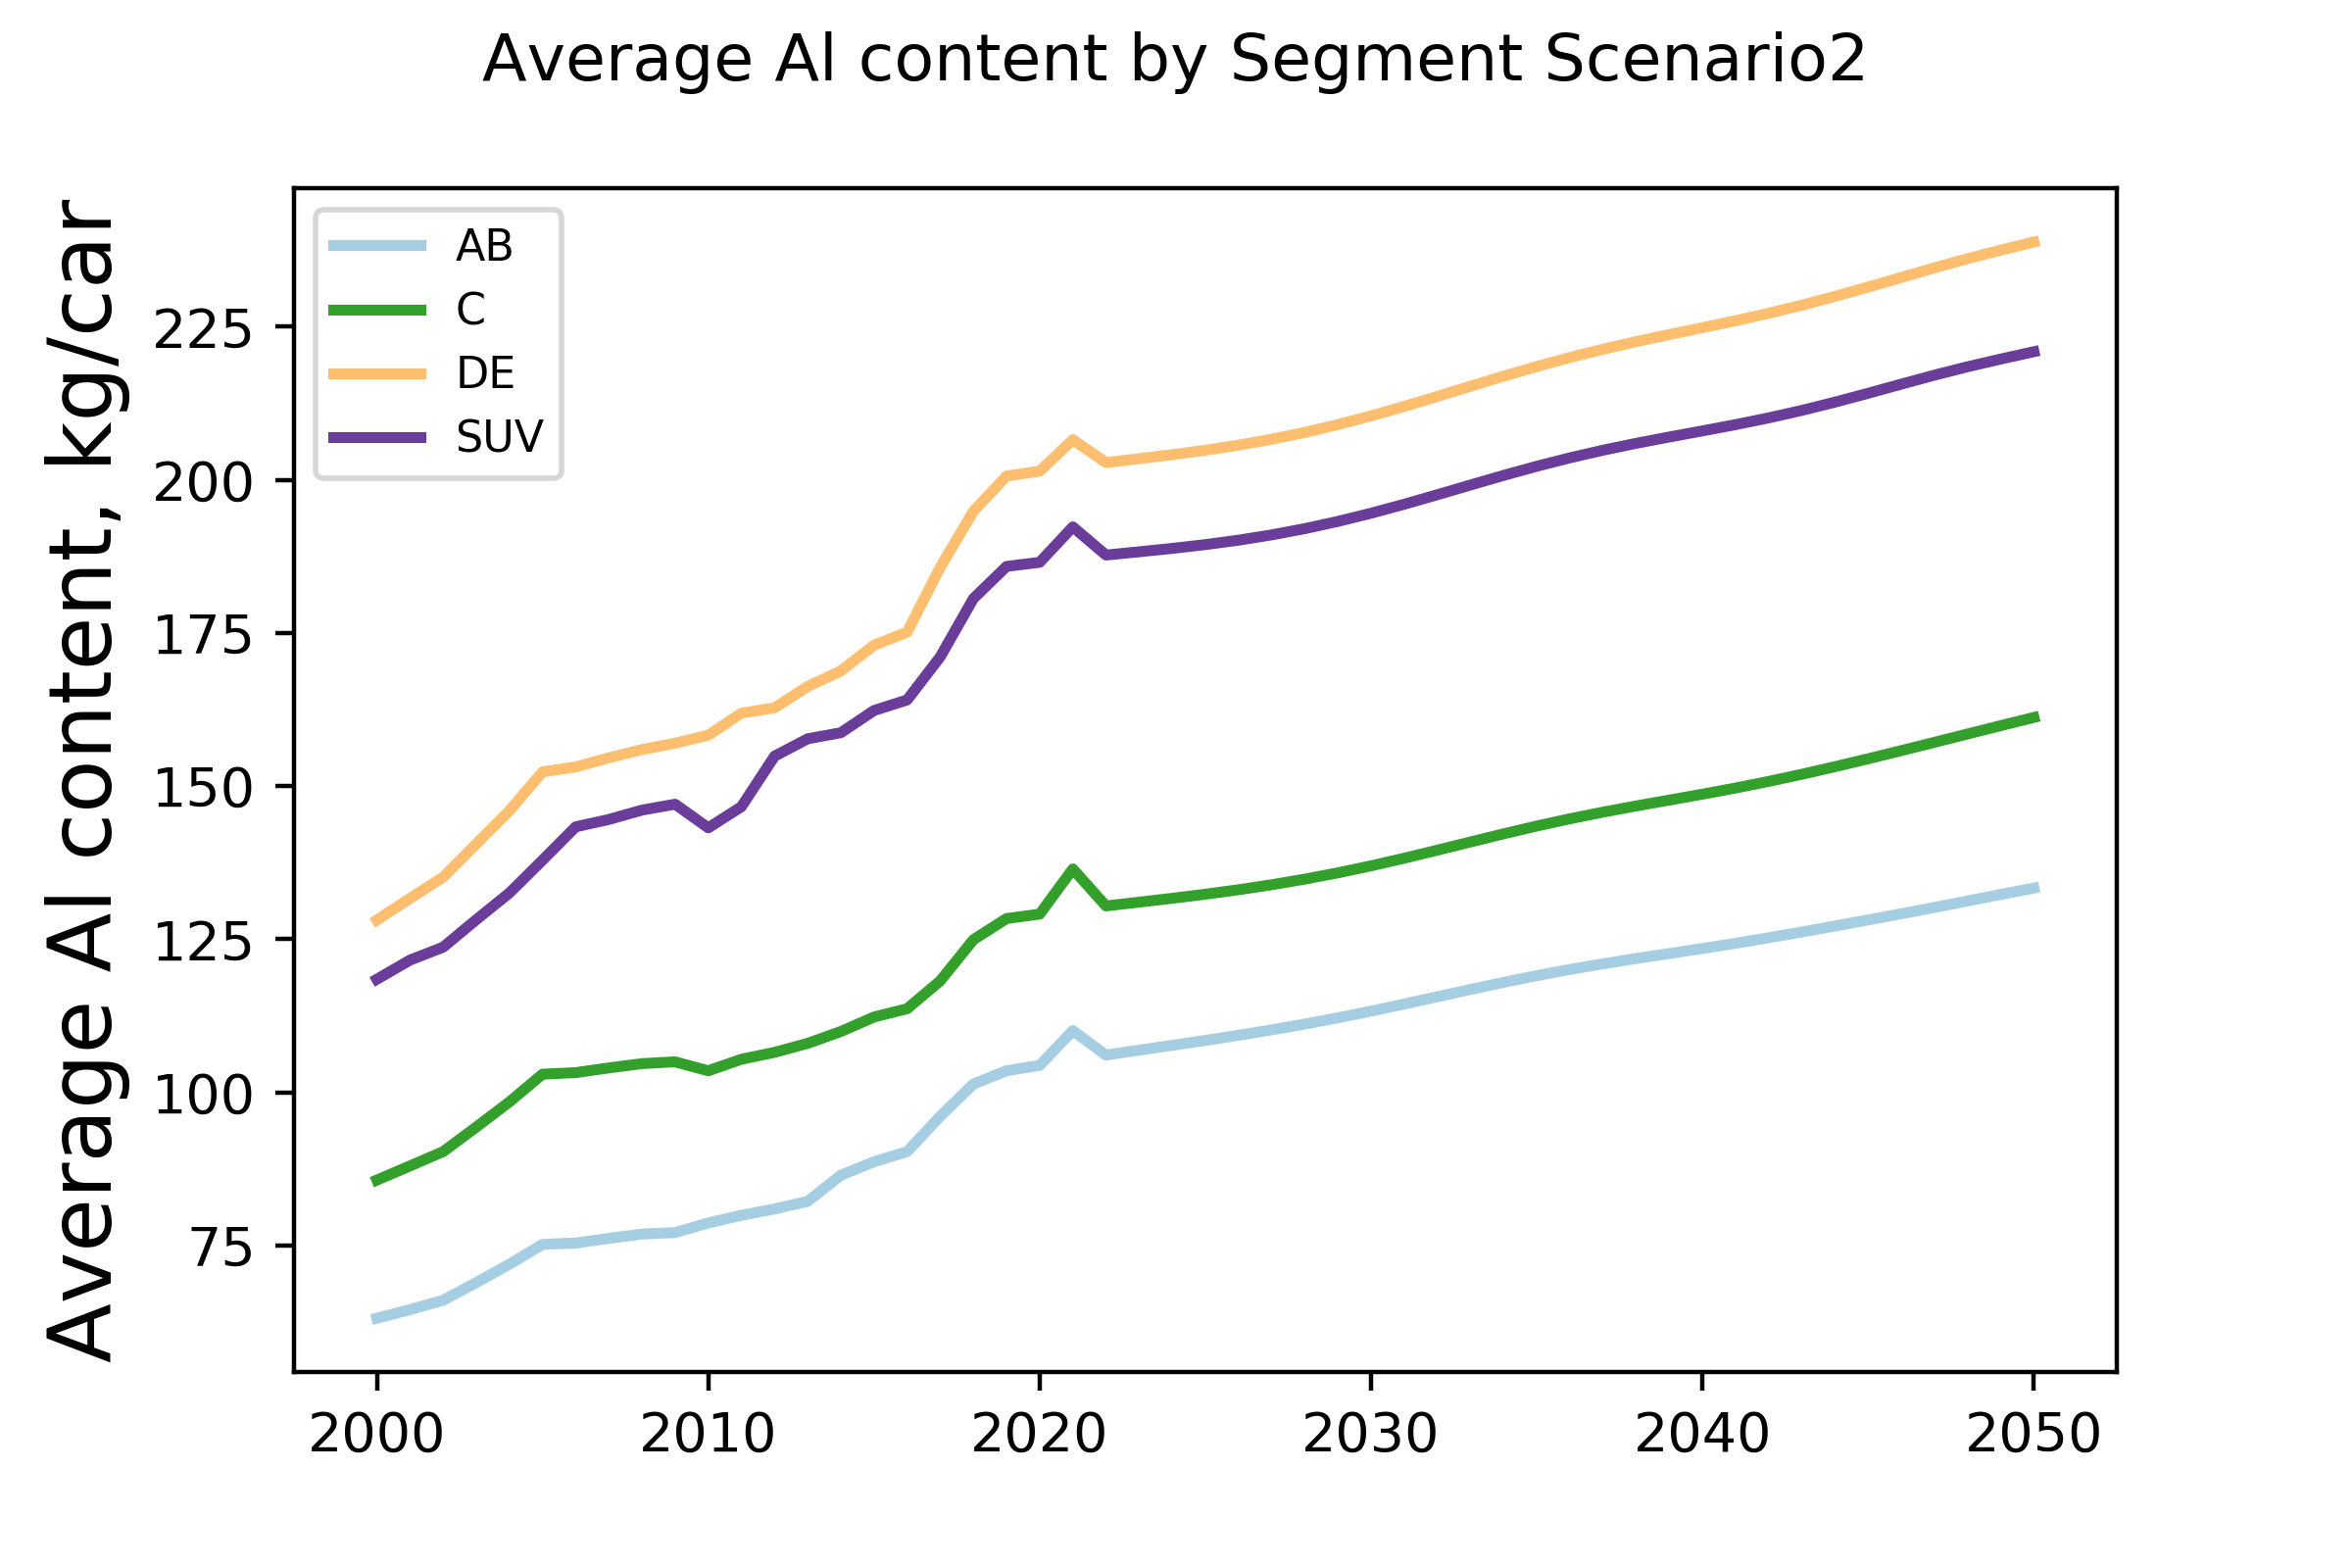 Average Al content by Segment Scenario2
Average Al content, kg/car
AB
C
DE
SUV
225
200
175
150
125
100
75
2000 2010 2020 2030 2040 2050